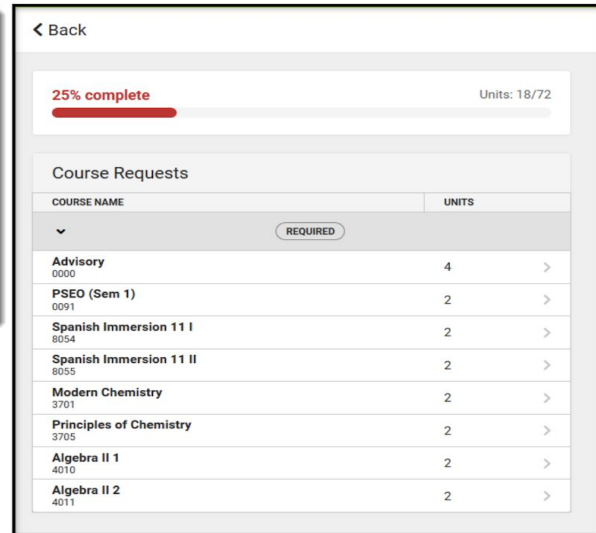 Back
25% complete Units: 18/72
Course Requests
COURSE NAME UNITS
REQUIRED
Advisory 4
0000
PSEO (Sem 1) 2
0091
Spanish Immersion 11 I 2
8054
Spanish Immersion 11 II 2
8055
Modern Chemistry 2
3701
Principles of Chemistry 2
3705
Algebra II 1 2
4010
Algebra II 2 2
4011